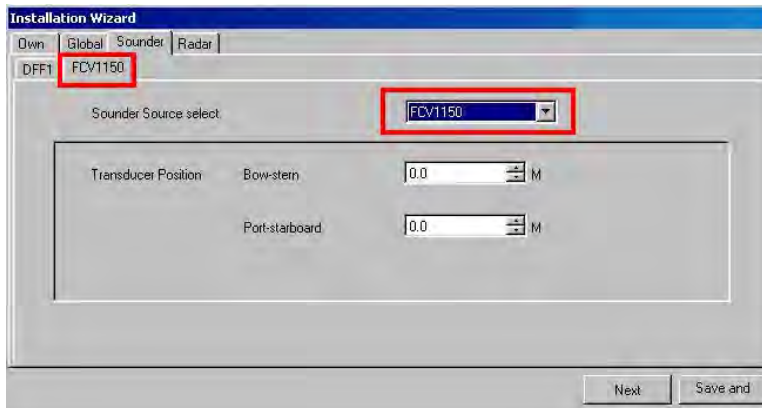 Installation Wizard
Own Global Sounder Radar
DFF1 FCV1150
Sounder Source select FCV1150
Transducer Position Bow-stern 0.0 M
Port-starboard 0.0 M
Next Save and